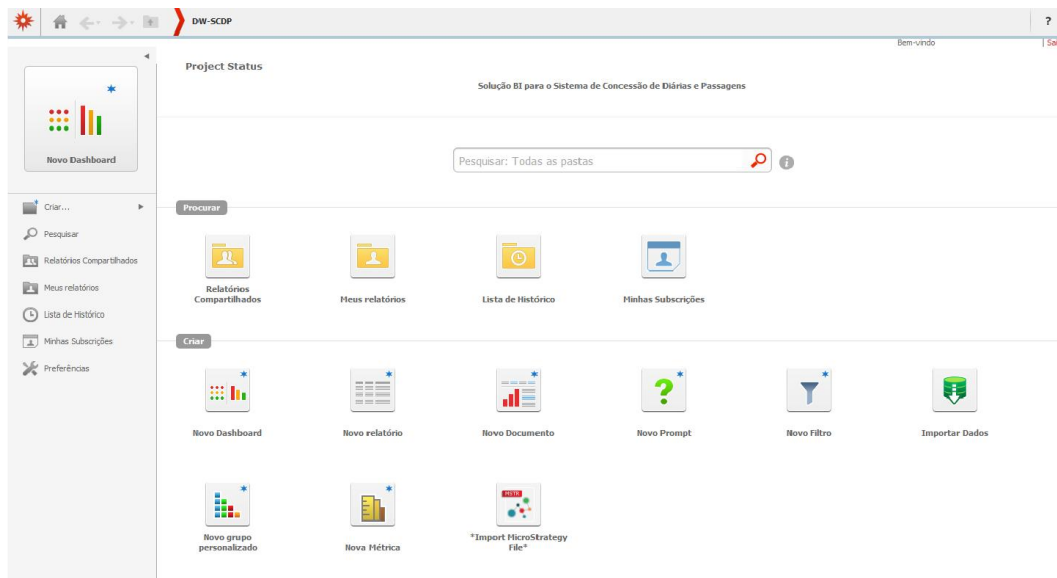 DW-SCDP
?
Bem-vindo
| Sai
Project Status
Solução BI para o Sistema de Concessão de Diárias e Passagens
Novo Dashboard
Pesquisar: Todas as pastas
i
Criar...
Pesquisar
Relatórios Compartilhados
Meus relatórios
Lista de Histórico
Minhas Subscrições
Preferências
Procurar
Relatórios
Compartilhados
Meus relatórios
Lista de Histórico
Minhas Subscrições
Criar
Novo Dashboard
Novo relatório
Novo Documento
?
Novo Prompt
Novo Filtro
Importar Dados
Novo grupo
personalizado
Nova Métrica
MSTR
*Import MicroStrategy
File*